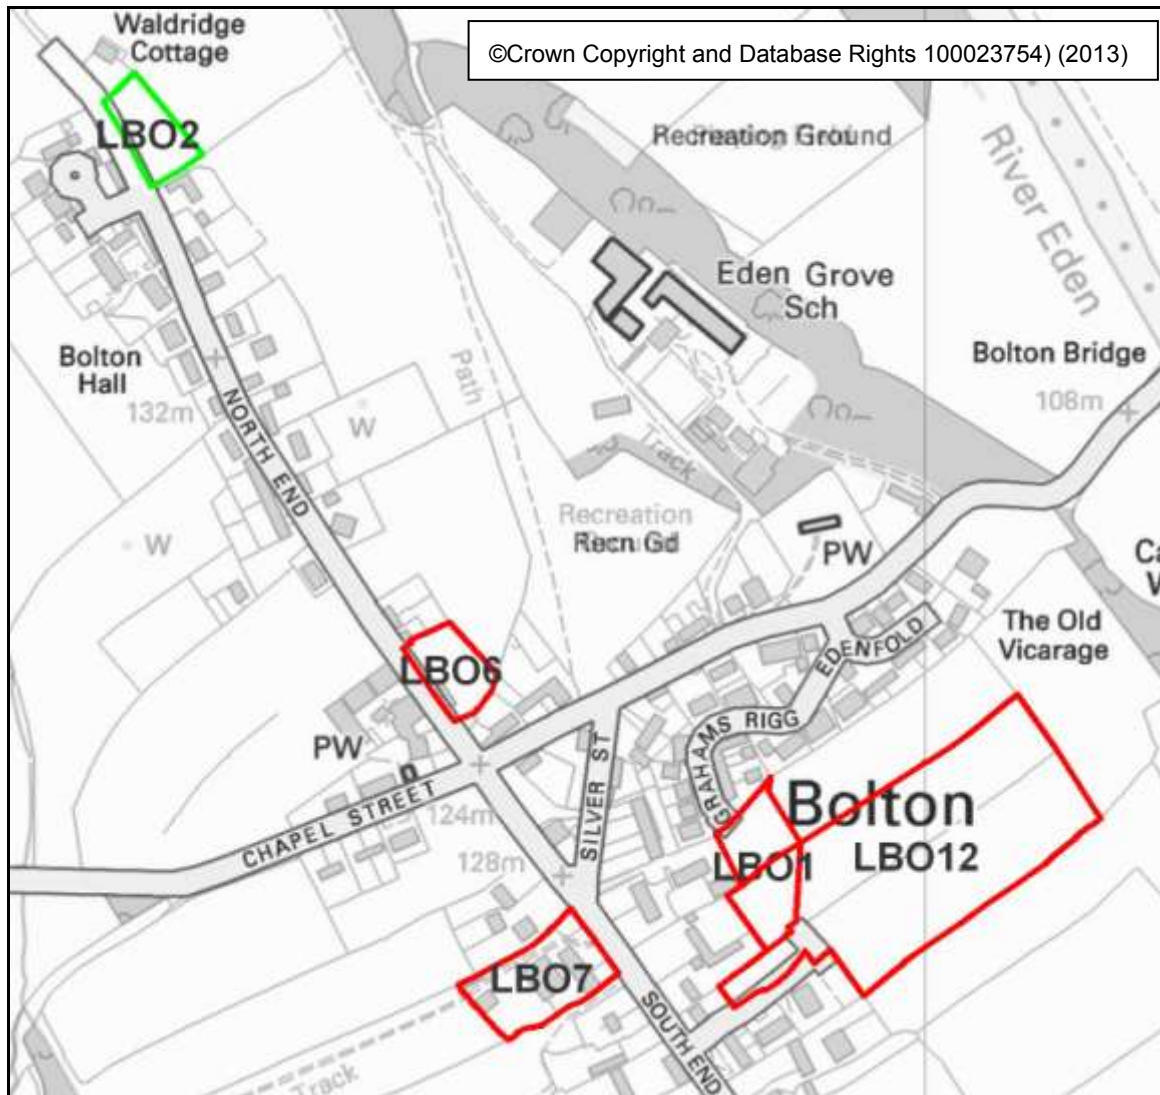 Waldridge
Cottage
©Crown Copyright and Database Rights 100023754) (2013)
LBO2
Recreation Ground
River Eden
Eden Grove
Sch
Bolton
Hall
Bolton Bridge
108m
132m
Path
NORTH END
W
Track
W
Recreation
Recn Gd
PW
The Old
Vicarage
EDENFOLD
LBO6
GRAHAMS RIGG
PW
SILVER ST
CHAPEL STREET
124m
Bolton
128m
LBO1
LBO12
LBO7
SOUTH END
Track